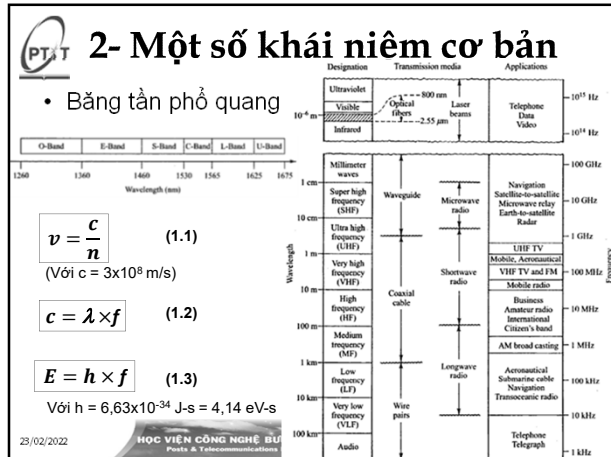 PTiT
2- Một số khái niệm cơ bản
• Băng tần phổ quang
O-Band E-Band S-Band C-Band L-Band U-Band
1260 1360 1460 1530 1565 1625 1675
Wavelength (nm)
v = c/n (1.1)
(Với c = 3x10⁸ m/s)
c = λ×f (1.2)
E = h × f (1.3)
Với h = 6,63x10⁻³⁴ J-s = 4,14 eV-s
23/02/2022
HỌC VIỆN CÔNG NGHỆ BƯ
Posts & Telecommunications
Designation Transmission media Applications
Ultraviolet
Visible
Infrared
10⁻⁶ m
800 nm
Optical
fibers
2.55 μm
Laser
beams
Telephone
Data
Video
10¹⁵ Hz
10¹⁴ Hz
Wavelength
Millimeter
waves
1 cm
Super high
frequency
(SHF)
10 cm
Ultra high
frequency
(UHF)
1 m
Very high
frequency
(VHF)
10 m
High
frequency
(HF)
100 m
Medium
frequency
(MF)
1 km
Low
frequency
(LF)
10 km
Very low
frequency
(VLF)
100 km
Audio
Waveguide
Coaxial
cable
Wire
pairs
Microwave
radio
Shortwave
radio
Longwave
radio
Navigation
Satellite-to-satellite
Microwave relay
Earth-to-satellite
Radar
UHF TV
Mobile, Aeronautical
VHF TV and FM
Mobile radio
Business
Amateur radio
International
Citizen's band
AM broad casting
Aeronautical
Submarine cable
Navigation
Transoceanic radio
Telephone
Telegraph
100 GHz
10 GHz
1 GHz
100 MHz
10 MHz
1 MHz
100 kHz
10 kHz
1 kHz